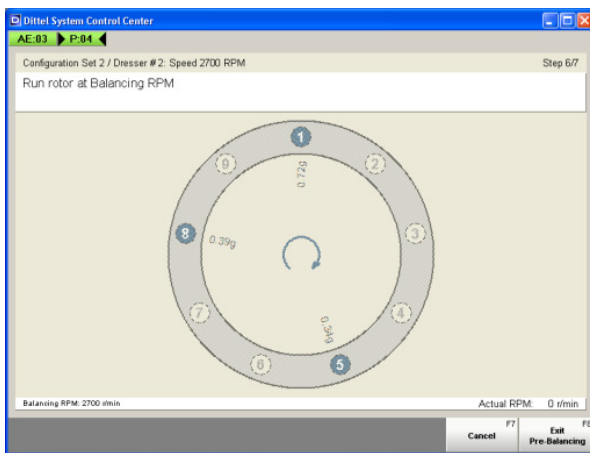 Dittel System Control Center
AE:03 P:04
Configuration Set 2 / Dresser # 2: Speed 2700 RPM Step 6/7
Run rotor at Balancing RPM
1
9 2
0.72g
8 0.39g 3
7 4
0.34g
6 5
Balancing RPM: 2700 r/min Actual RPM: 0 r/min
F7 F8
Cancel Exit
Pre-Balancing